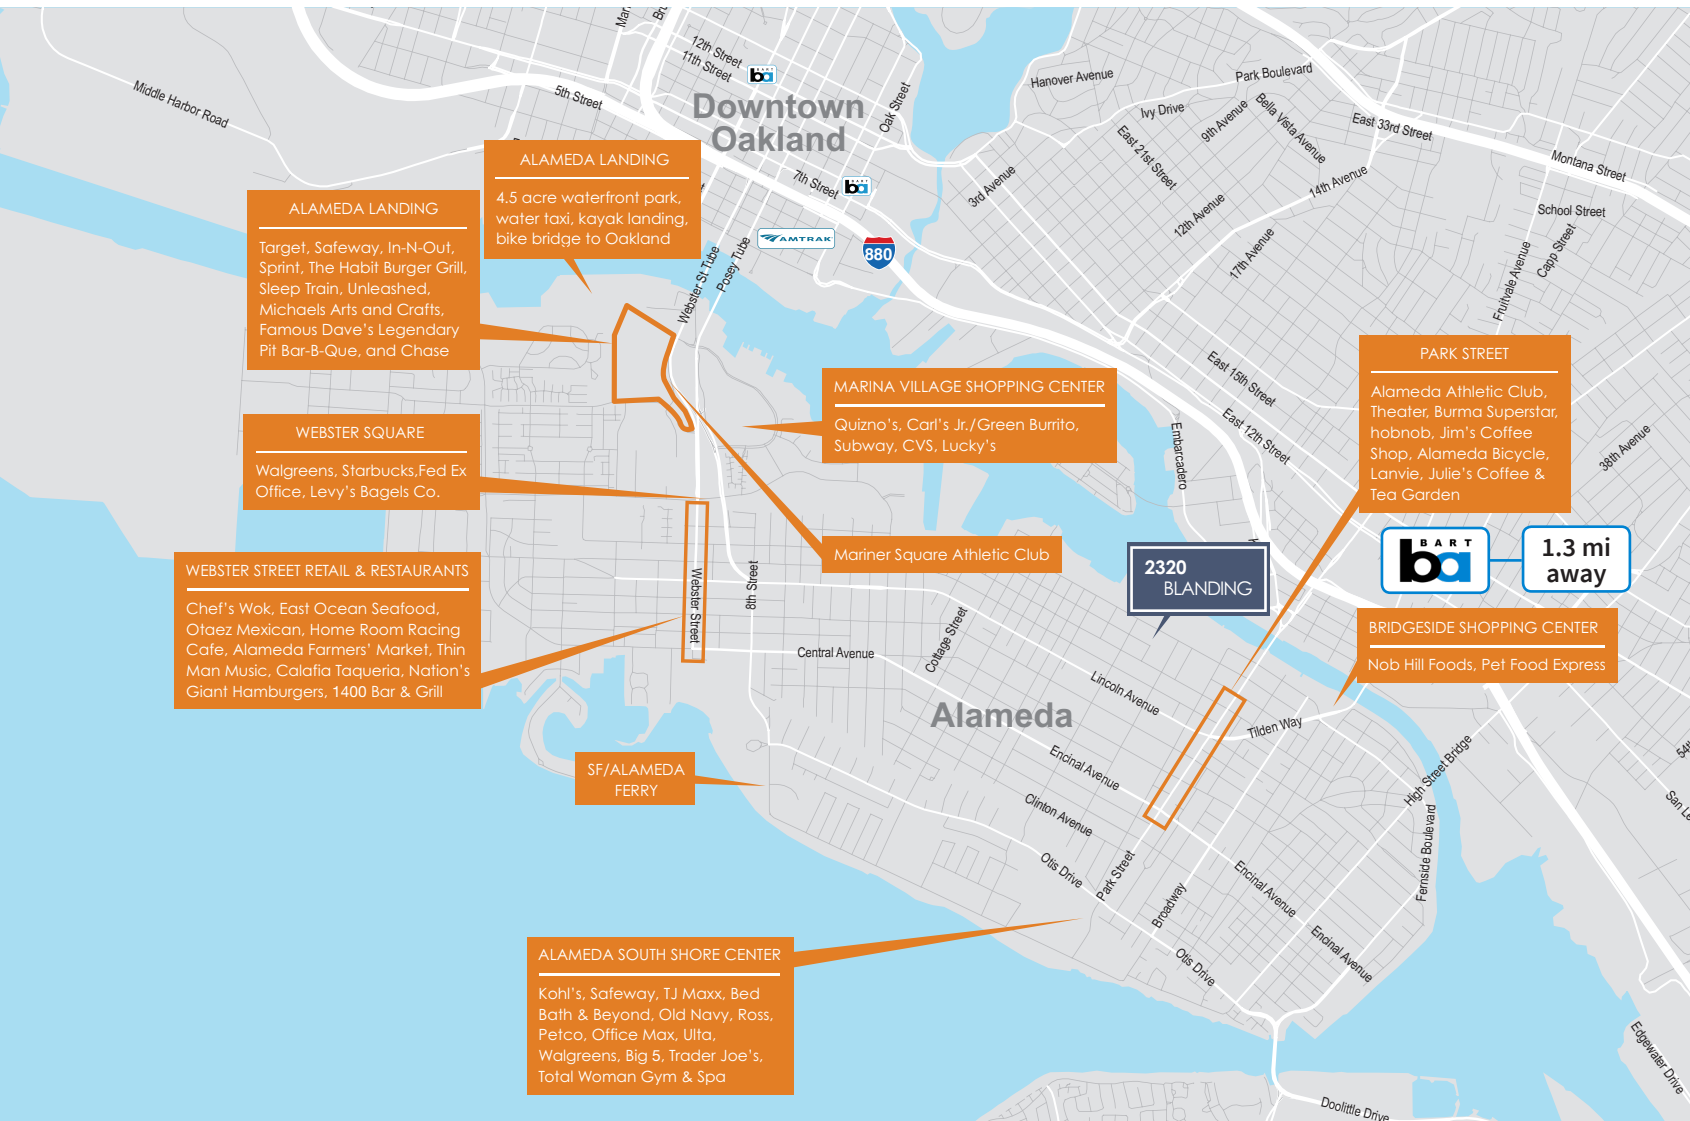 12th Street
11th Street
BART
ba
5th Street
Middle Harbor Road
Downtown
Oakland
Oak Street
Hanover Avenue
Park Boulevard
Ivy Drive
9th Avenue
Bella Vista Avenue
East 21st Street
East 33rd Street
Montana Street
3rd Avenue
12th Avenue
14th Avenue
17th Avenue
School Street
Capp Street
Fruitvale Avenue
7th Street
BART
ba
AMTRAK
880
ALAMEDA LANDING
4.5 acre waterfront park,
water taxi, kayak landing,
bike bridge to Oakland
ALAMEDA LANDING
Target, Safeway, In-N-Out,
Sprint, The Habit Burger Grill,
Sleep Train, Unleashed,
Michaels Arts and Crafts,
Famous Dave's Legendary
Pit Bar-B-Que, and Chase
Webster St Tube
Posey Tube
WEBSTER SQUARE
Walgreens, Starbucks,Fed Ex
Office, Levy's Bagels Co.
MARINA VILLAGE SHOPPING CENTER
Quizno's, Carl's Jr./Green Burrito,
Subway, CVS, Lucky's
Mariner Square Athletic Club
East 15th Street
East 12th Street
Embarcadero
38th Avenue
PARK STREET
Alameda Athletic Club,
Theater, Burma Superstar,
hobnob, Jim's Coffee
Shop, Alameda Bicycle,
Lanvie, Julie's Coffee &
Tea Garden
BART
ba
1.3 mi
away
2320
BLANDING
BRIDGESIDE SHOPPING CENTER
Nob Hill Foods, Pet Food Express
WEBSTER STREET RETAIL & RESTAURANTS
Chef's Wok, East Ocean Seafood,
Otaez Mexican, Home Room Racing
Cafe, Alameda Farmers' Market, Thin
Man Music, Calafia Taqueria, Nation's
Giant Hamburgers, 1400 Bar & Grill
Webster Street
8th Street
Central Avenue
Cottage Street
Lincoln Avenue
Alameda
Tilden Way
Encinal Avenue
Clinton Avenue
Otis Drive
Park Street
Broadway
High Street Bridge
Fernside Boulevard
Encinal Avenue
Encinal Avenue
Otis Drive
SF/ALAMEDA
FERRY
ALAMEDA SOUTH SHORE CENTER
Kohl's, Safeway, TJ Maxx, Bed
Bath & Beyond, Old Navy, Ross,
Petco, Office Max, Ulta,
Walgreens, Big 5, Trader Joe's,
Total Woman Gym & Spa
Edgewater Drive
Doolittle Drive